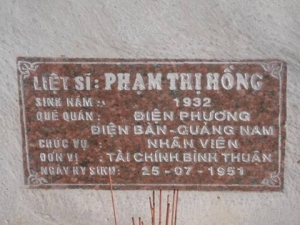 LIỆT SĨ: PHẠM THỊ HỒNG
SINH NĂM : 1932
QUÊ QUÁN : ĐIỆN PHƯƠNG
ĐIỆN BÀN-QUẢNG NAM
CHỨC VỤ : NHÂN VIÊN
ĐƠN VỊ : TÀI CHÍNH BÌNH THUẬN
NGÀY HY SINH: 25-07-1951